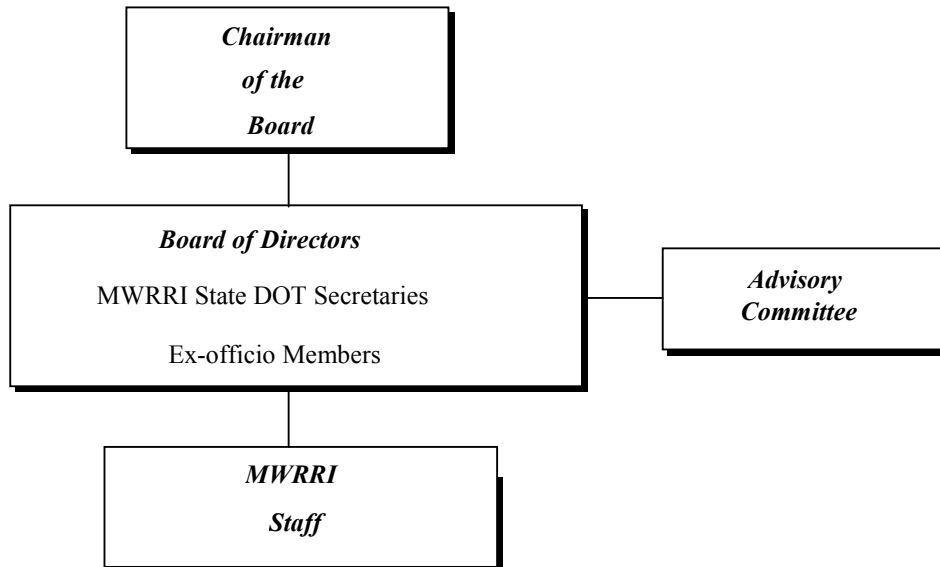 Chairman
of the
Board
Board of Directors
MWRRI State DOT Secretaries
Ex-officio Members
Advisory
Committee
MWRRI
Staff